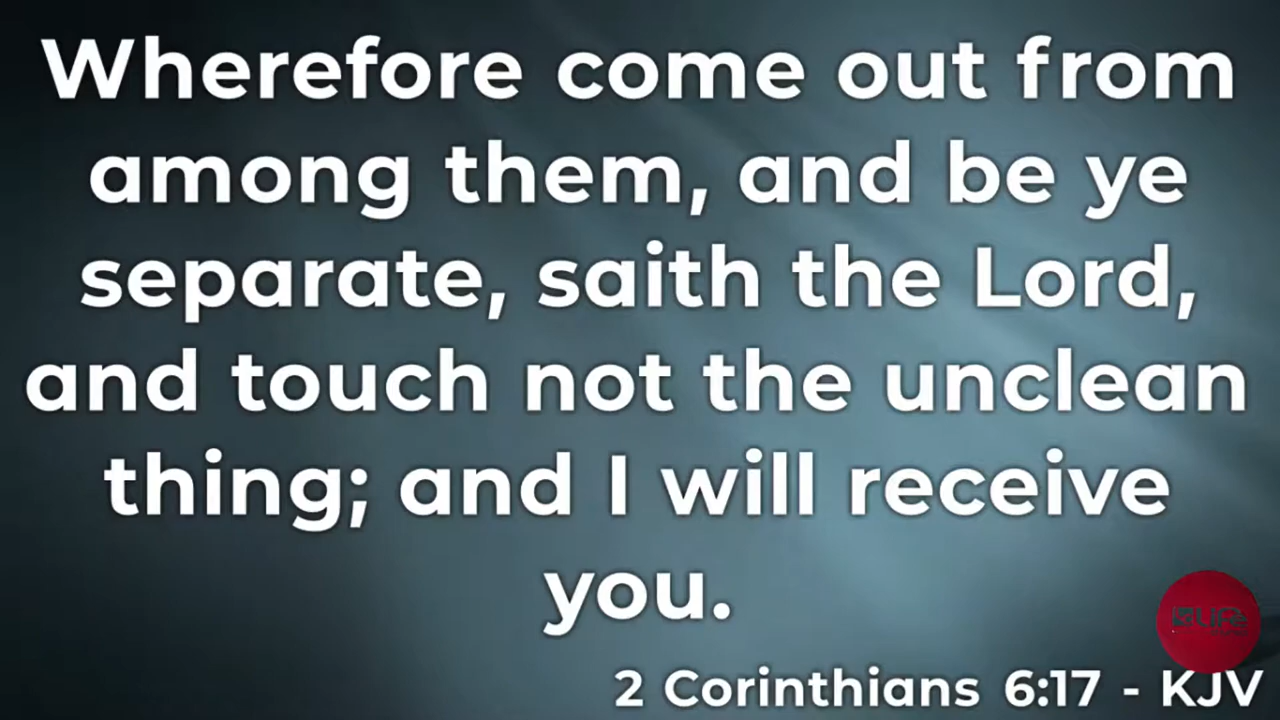 Wherefore come out from
among them, and be ye
separate, saith the Lord,
and touch not the unclean
thing; and I will receive
you.
LIFe
2 Corinthians 6:17 - KJV